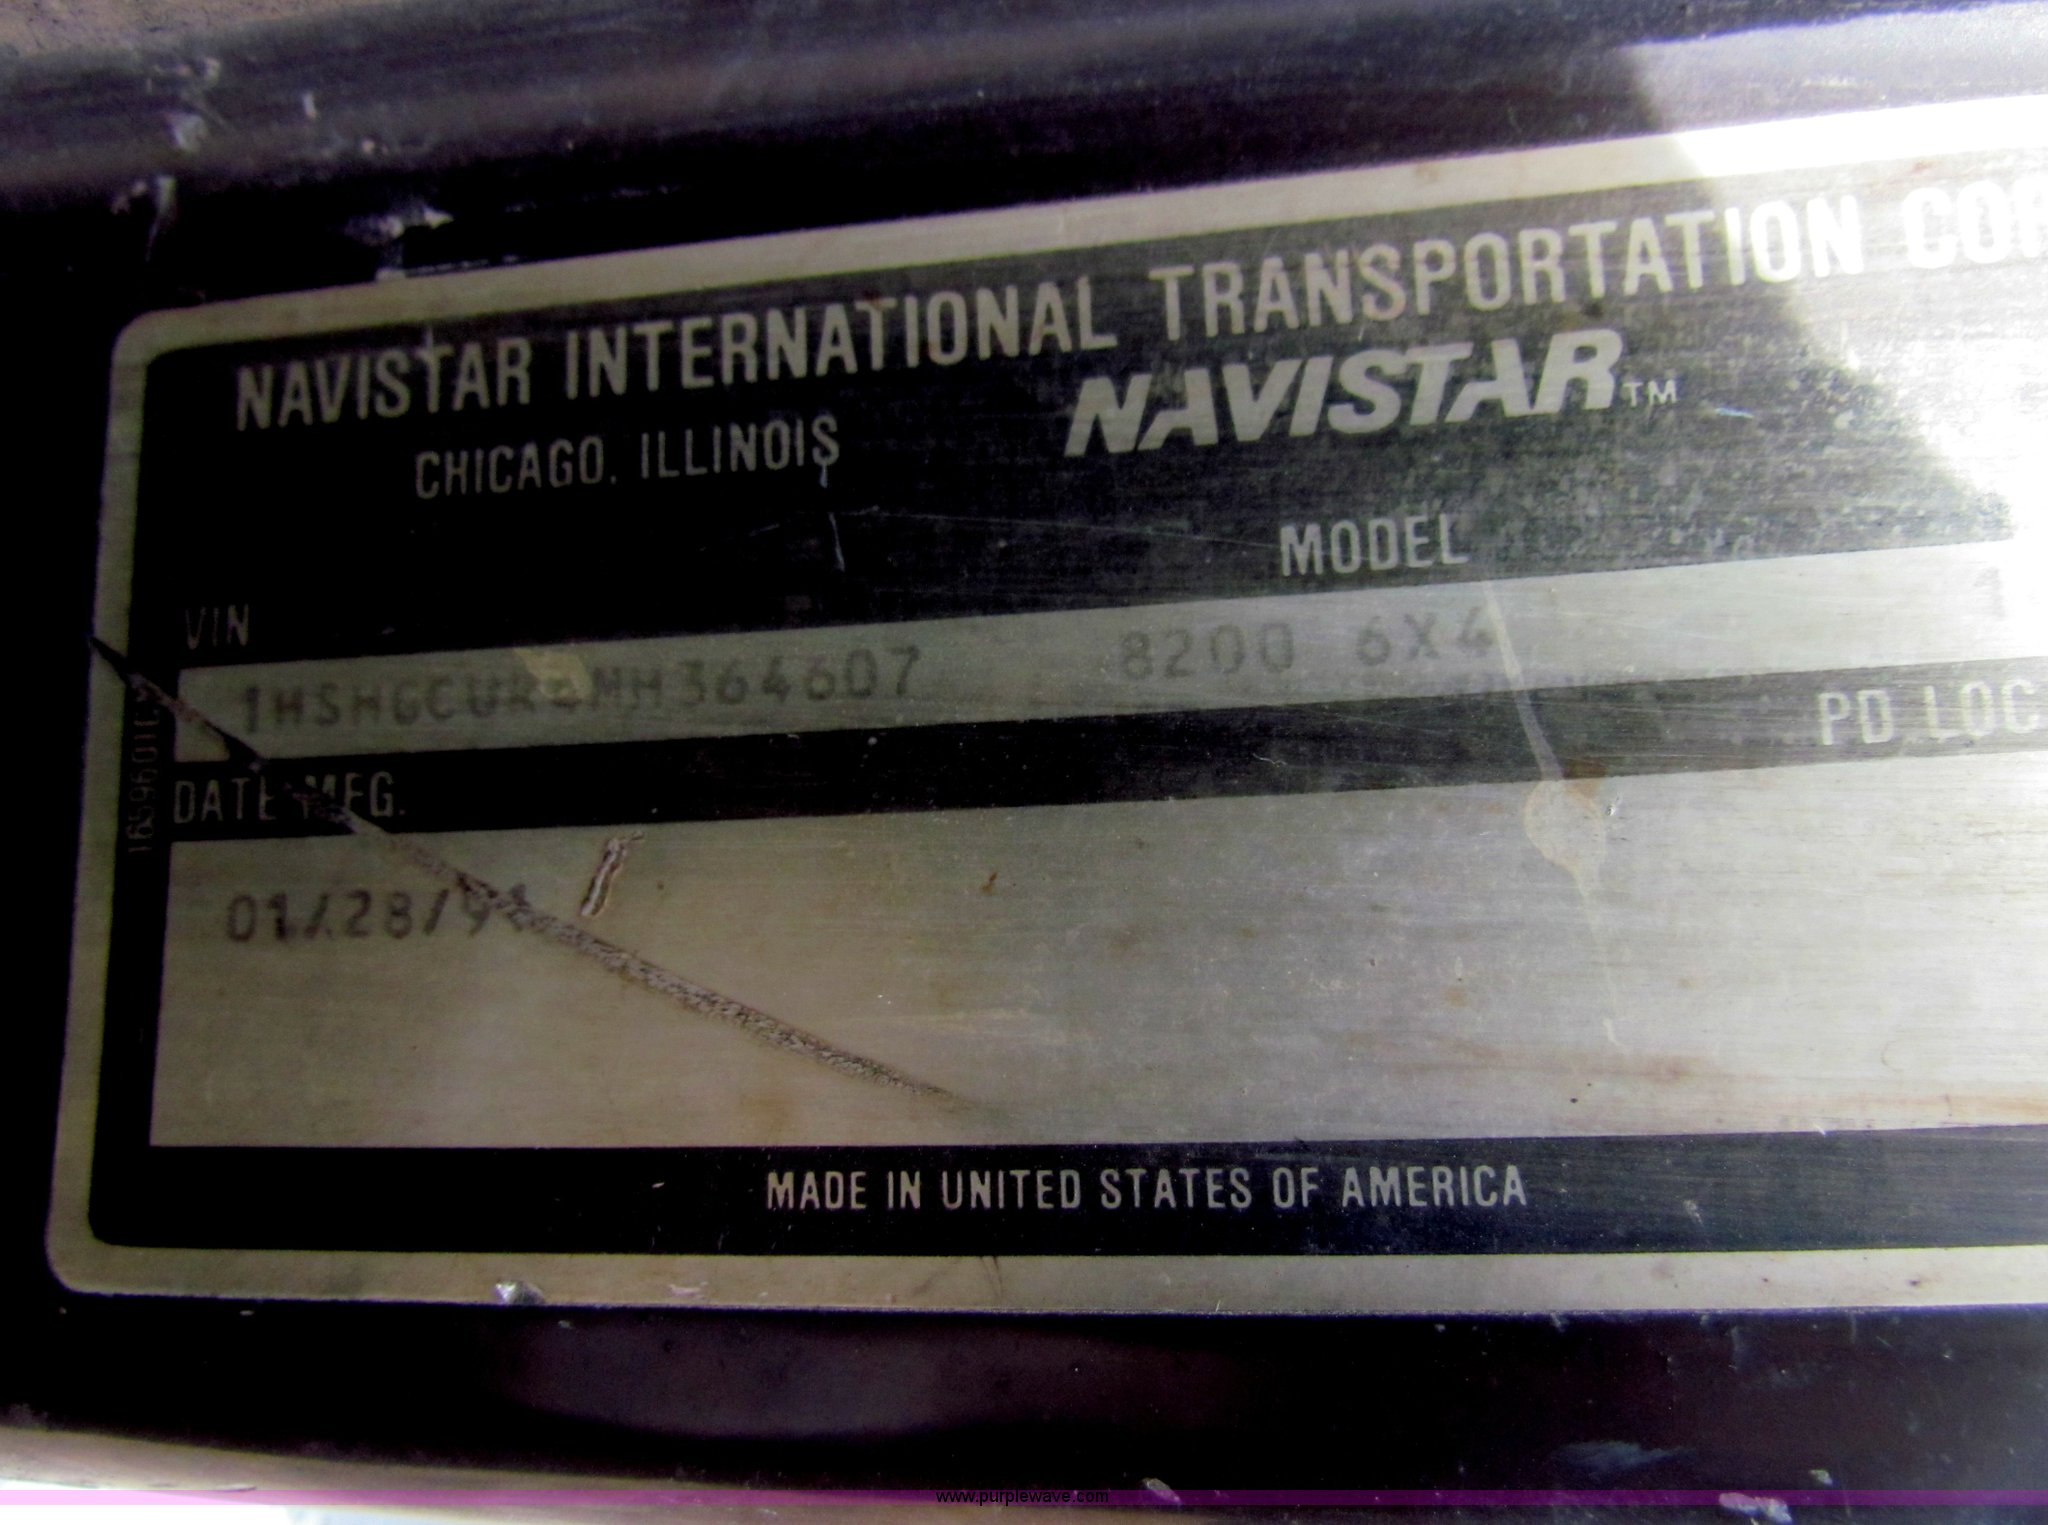 NAVISTAR INTERNATIONAL TRANSPORTATION
CHICAGO, ILLINOIS
NAVISTAR™
MODEL
VIN
8200 6X4
PD LOC
DATE MFG.
MADE IN UNITED STATES OF AMERICA
www.purplewave.com